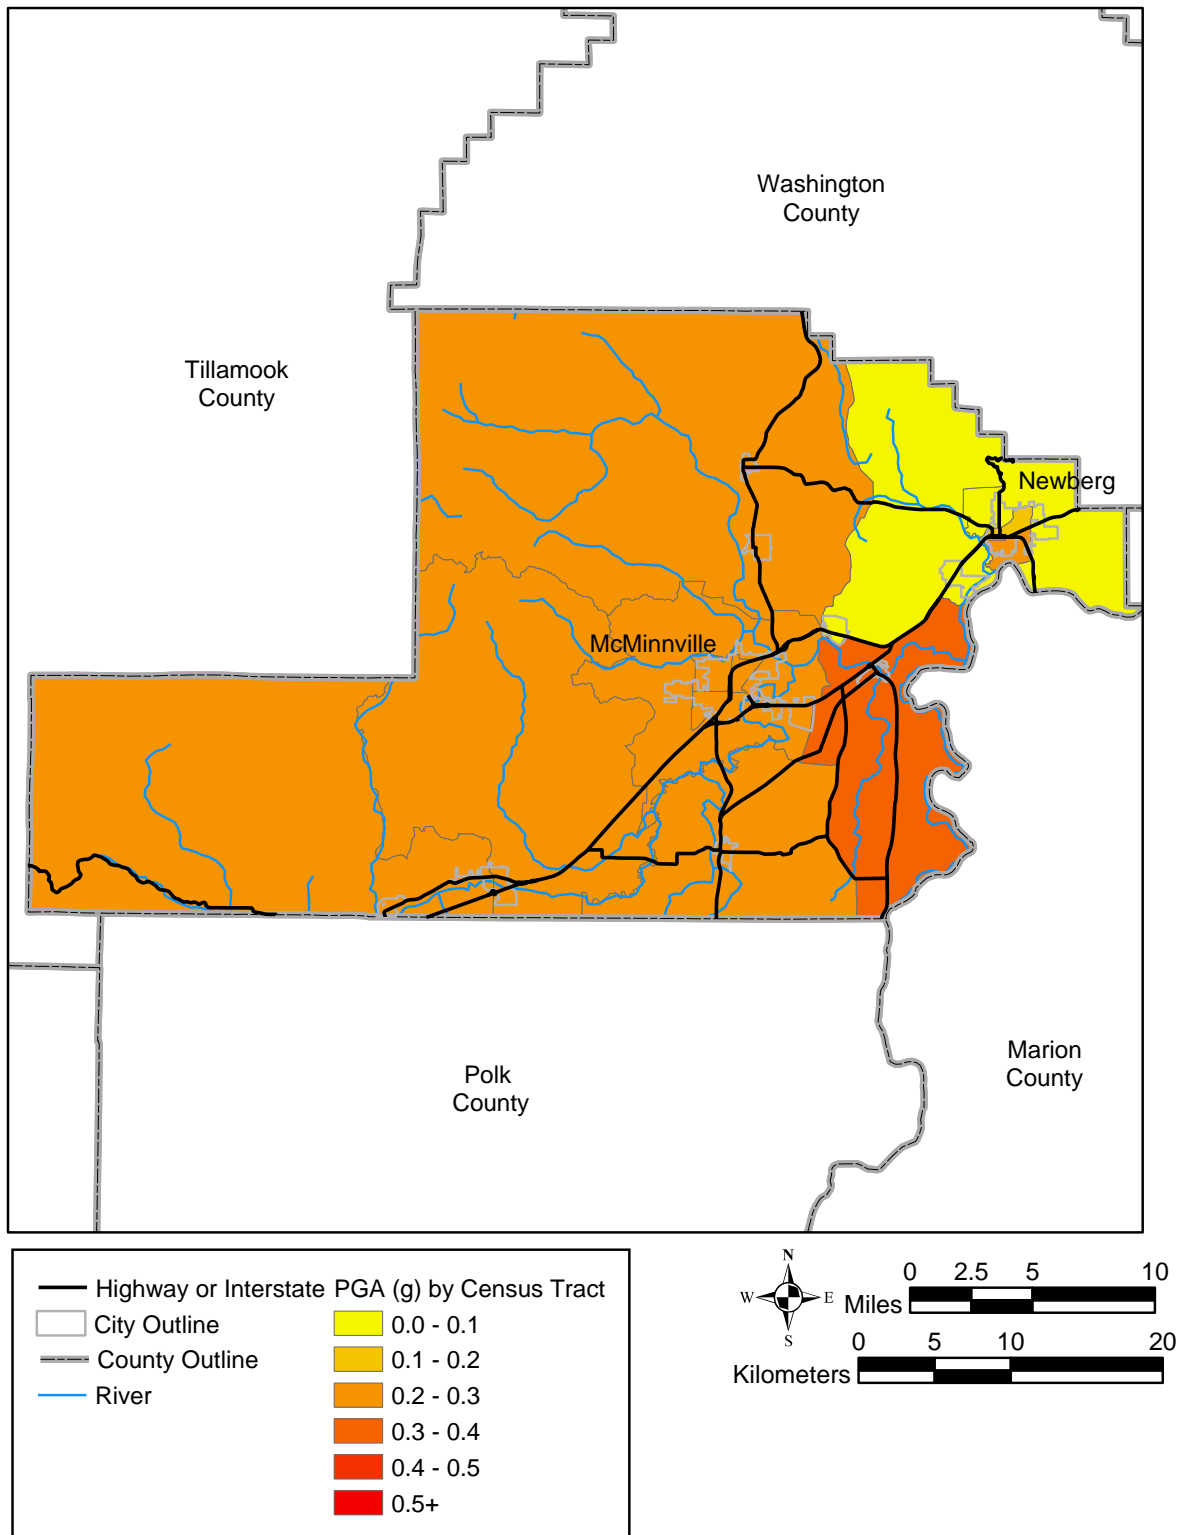 Washington
County
Tillamook
County
Newberg
McMinnville
Marion
County
Polk
County
Highway or Interstate
City Outline
County Outline
River
PGA (g) by Census Tract
0.0 - 0.1
0.1 - 0.2
0.2 - 0.3
0.3 - 0.4
0.4 - 0.5
0.5+
N
W E
S
0 2.5 5 10
Miles
0 5 10 20
Kilometers